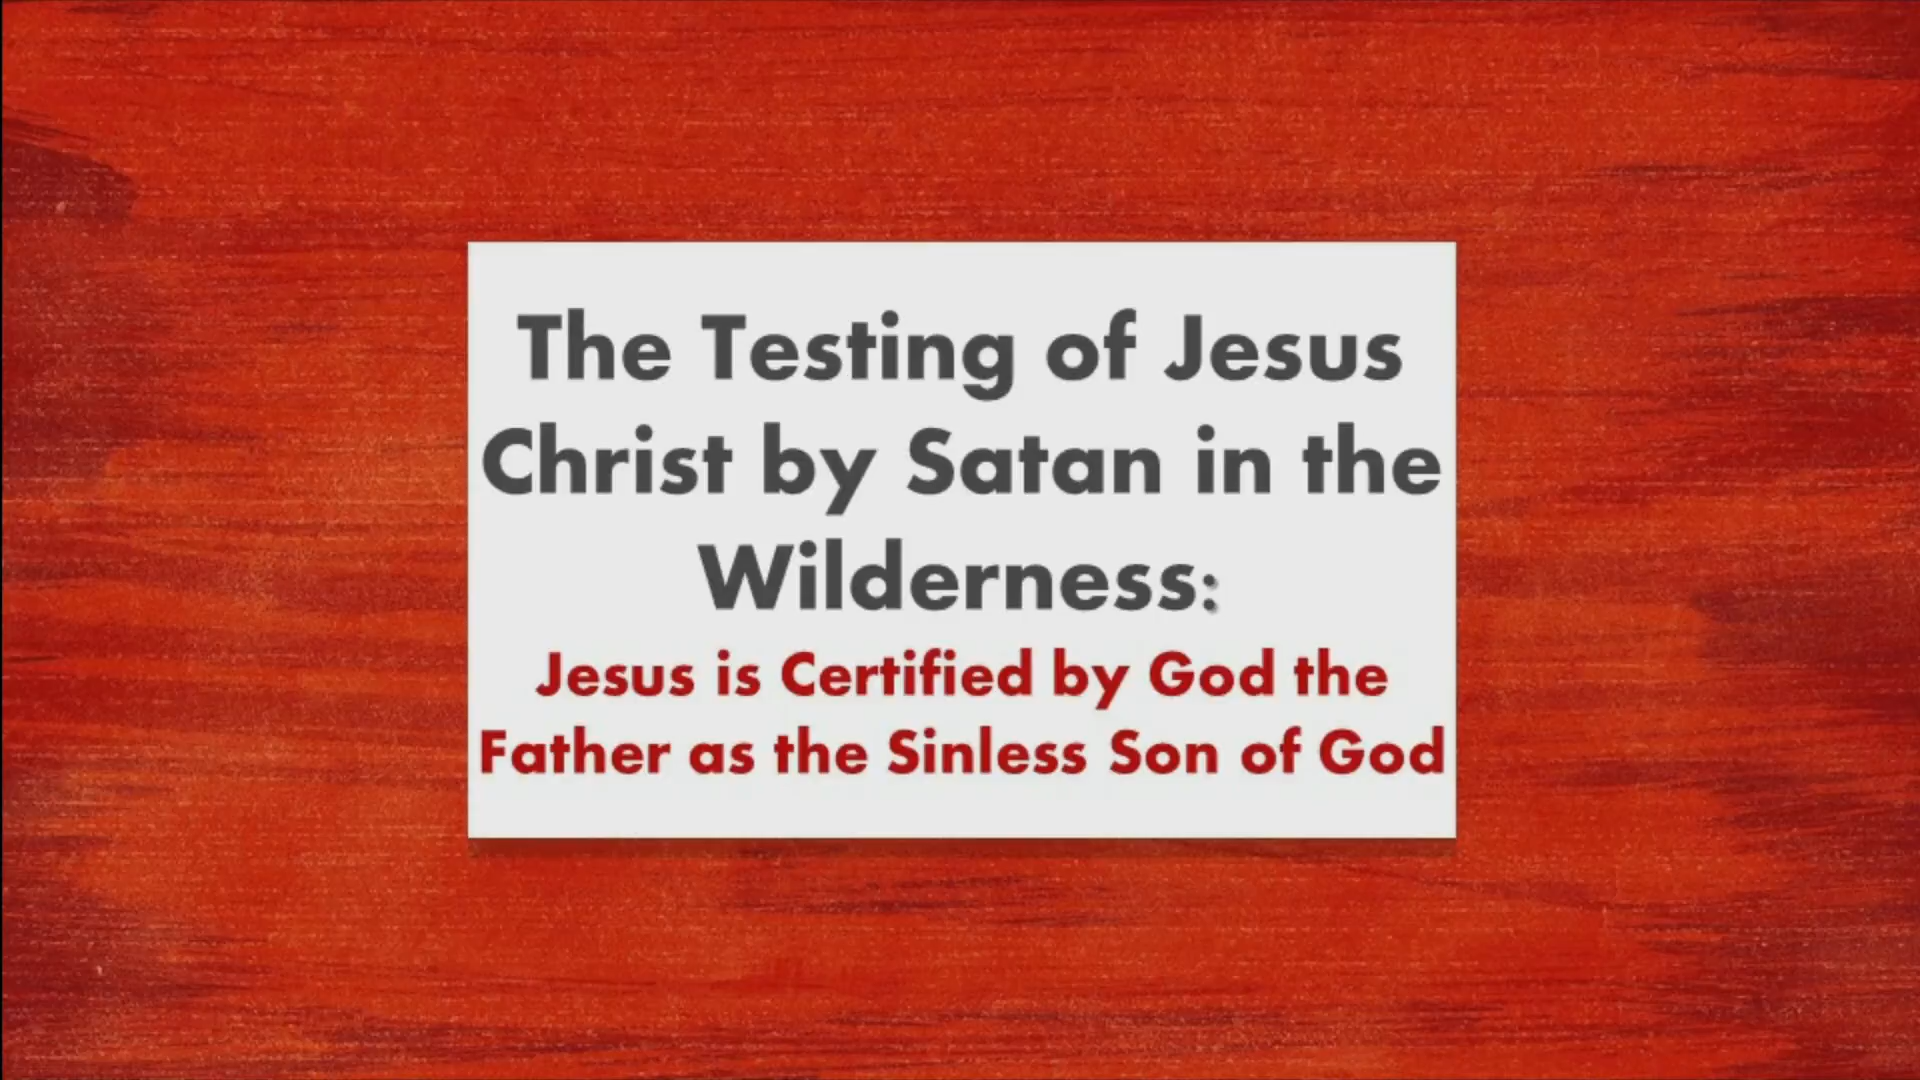 The Testing of Jesus
Christ by Satan in the
Wilderness:
Jesus is Certified by God the
Father as the Sinless Son of God